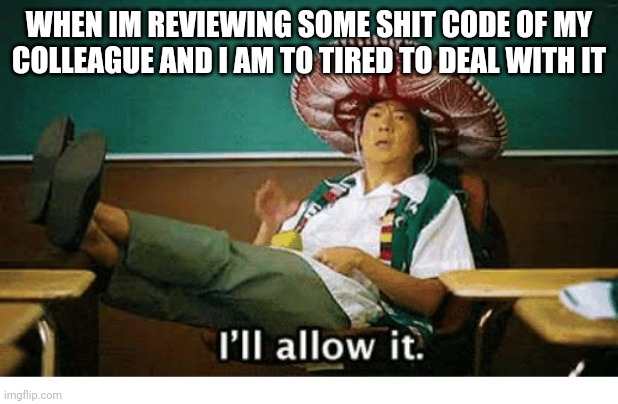 WHEN IM REVIEWING SOME SHIT CODE OF MY
COLLEAGUE AND I AM TO TIRED TO DEAL WITH IT
I'll allow it.
imgflip.com